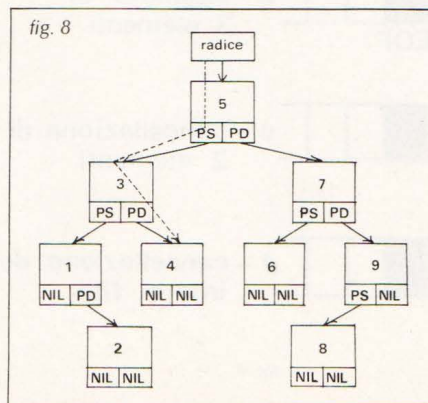 fig. 8
radice
5
PS PD
3
7
PS PD
PS PD
1
4
6
9
NIL PD
NIL NIL
NIL NIL
PS NIL
2
8
NIL NIL
NIL NIL